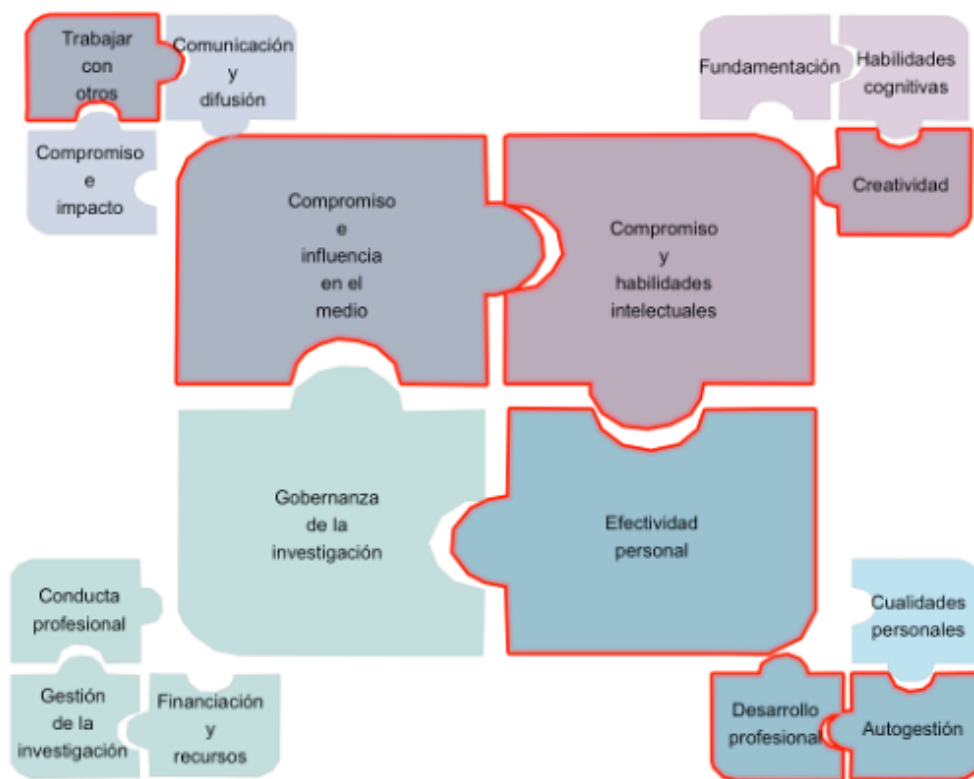 Trabajar
con
otros
Comunicación
y
difusión
Compromiso
e
impacto
Fundamentación
Habilidades
cognitivas
Creatividad
Compromiso
e
influencia
en el
medio
Compromiso
y
habilidades
intelectuales
Gobernanza
de la
investigación
Efectividad
personal
Conducta
profesional
Gestión
de la
investigación
Financiación
y
recursos
Cualidades
personales
Desarrollo
profesional
Autogestión